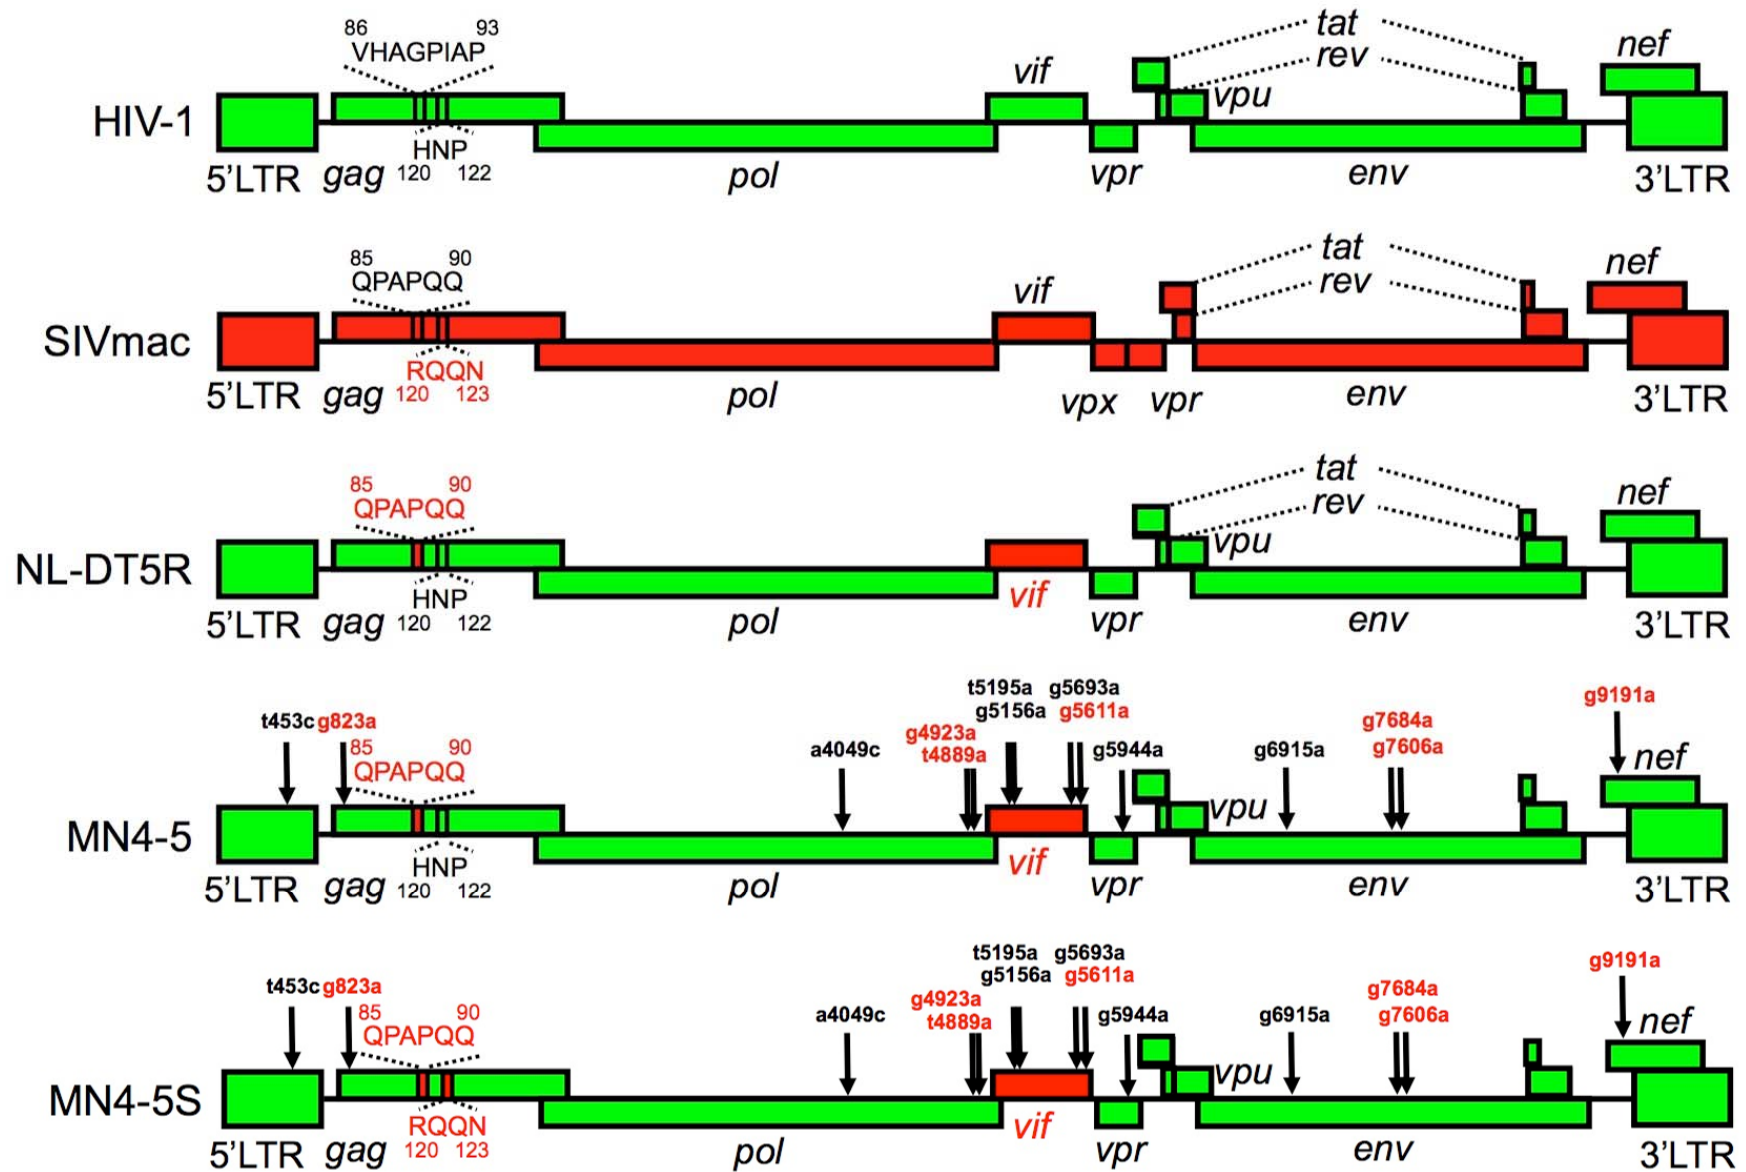 86 93
VHAGPIAP
tat
rev
nef
vif
vpu
HIV-1
HNP
120 122
5'LTR gag pol vpr env 3'LTR
85 90
QPAPQQ
tat
rev
nef
vif
SIVmac
RQQN
120 123
5'LTR gag pol vpx vpr env 3'LTR
85 90
QPAPQQ
tat
rev
nef
vpu
NL-DT5R
HNP
120 122
vif
5'LTR gag pol vpr env 3'LTR
t5195a g5693a
g5156a g5611a
g9191a
t453c g823a
g4923a
g7684a
85 90
QPAPQQ
a4049c
t4889a
g5944a
g6915a
g7606a
nef
vpu
MN4-5
HNP
120 122
vif
5'LTR gag pol vpr env 3'LTR
t5195a g5693a
g5156a g5611a
g9191a
t453c g823a
g4923a
g7684a
85 90
QPAPQQ
a4049c
t4889a
g5944a
g6915a
g7606a
nef
vpu
MN4-5S
RQQN
120 123
vif
5'LTR gag pol vpr env 3'LTR